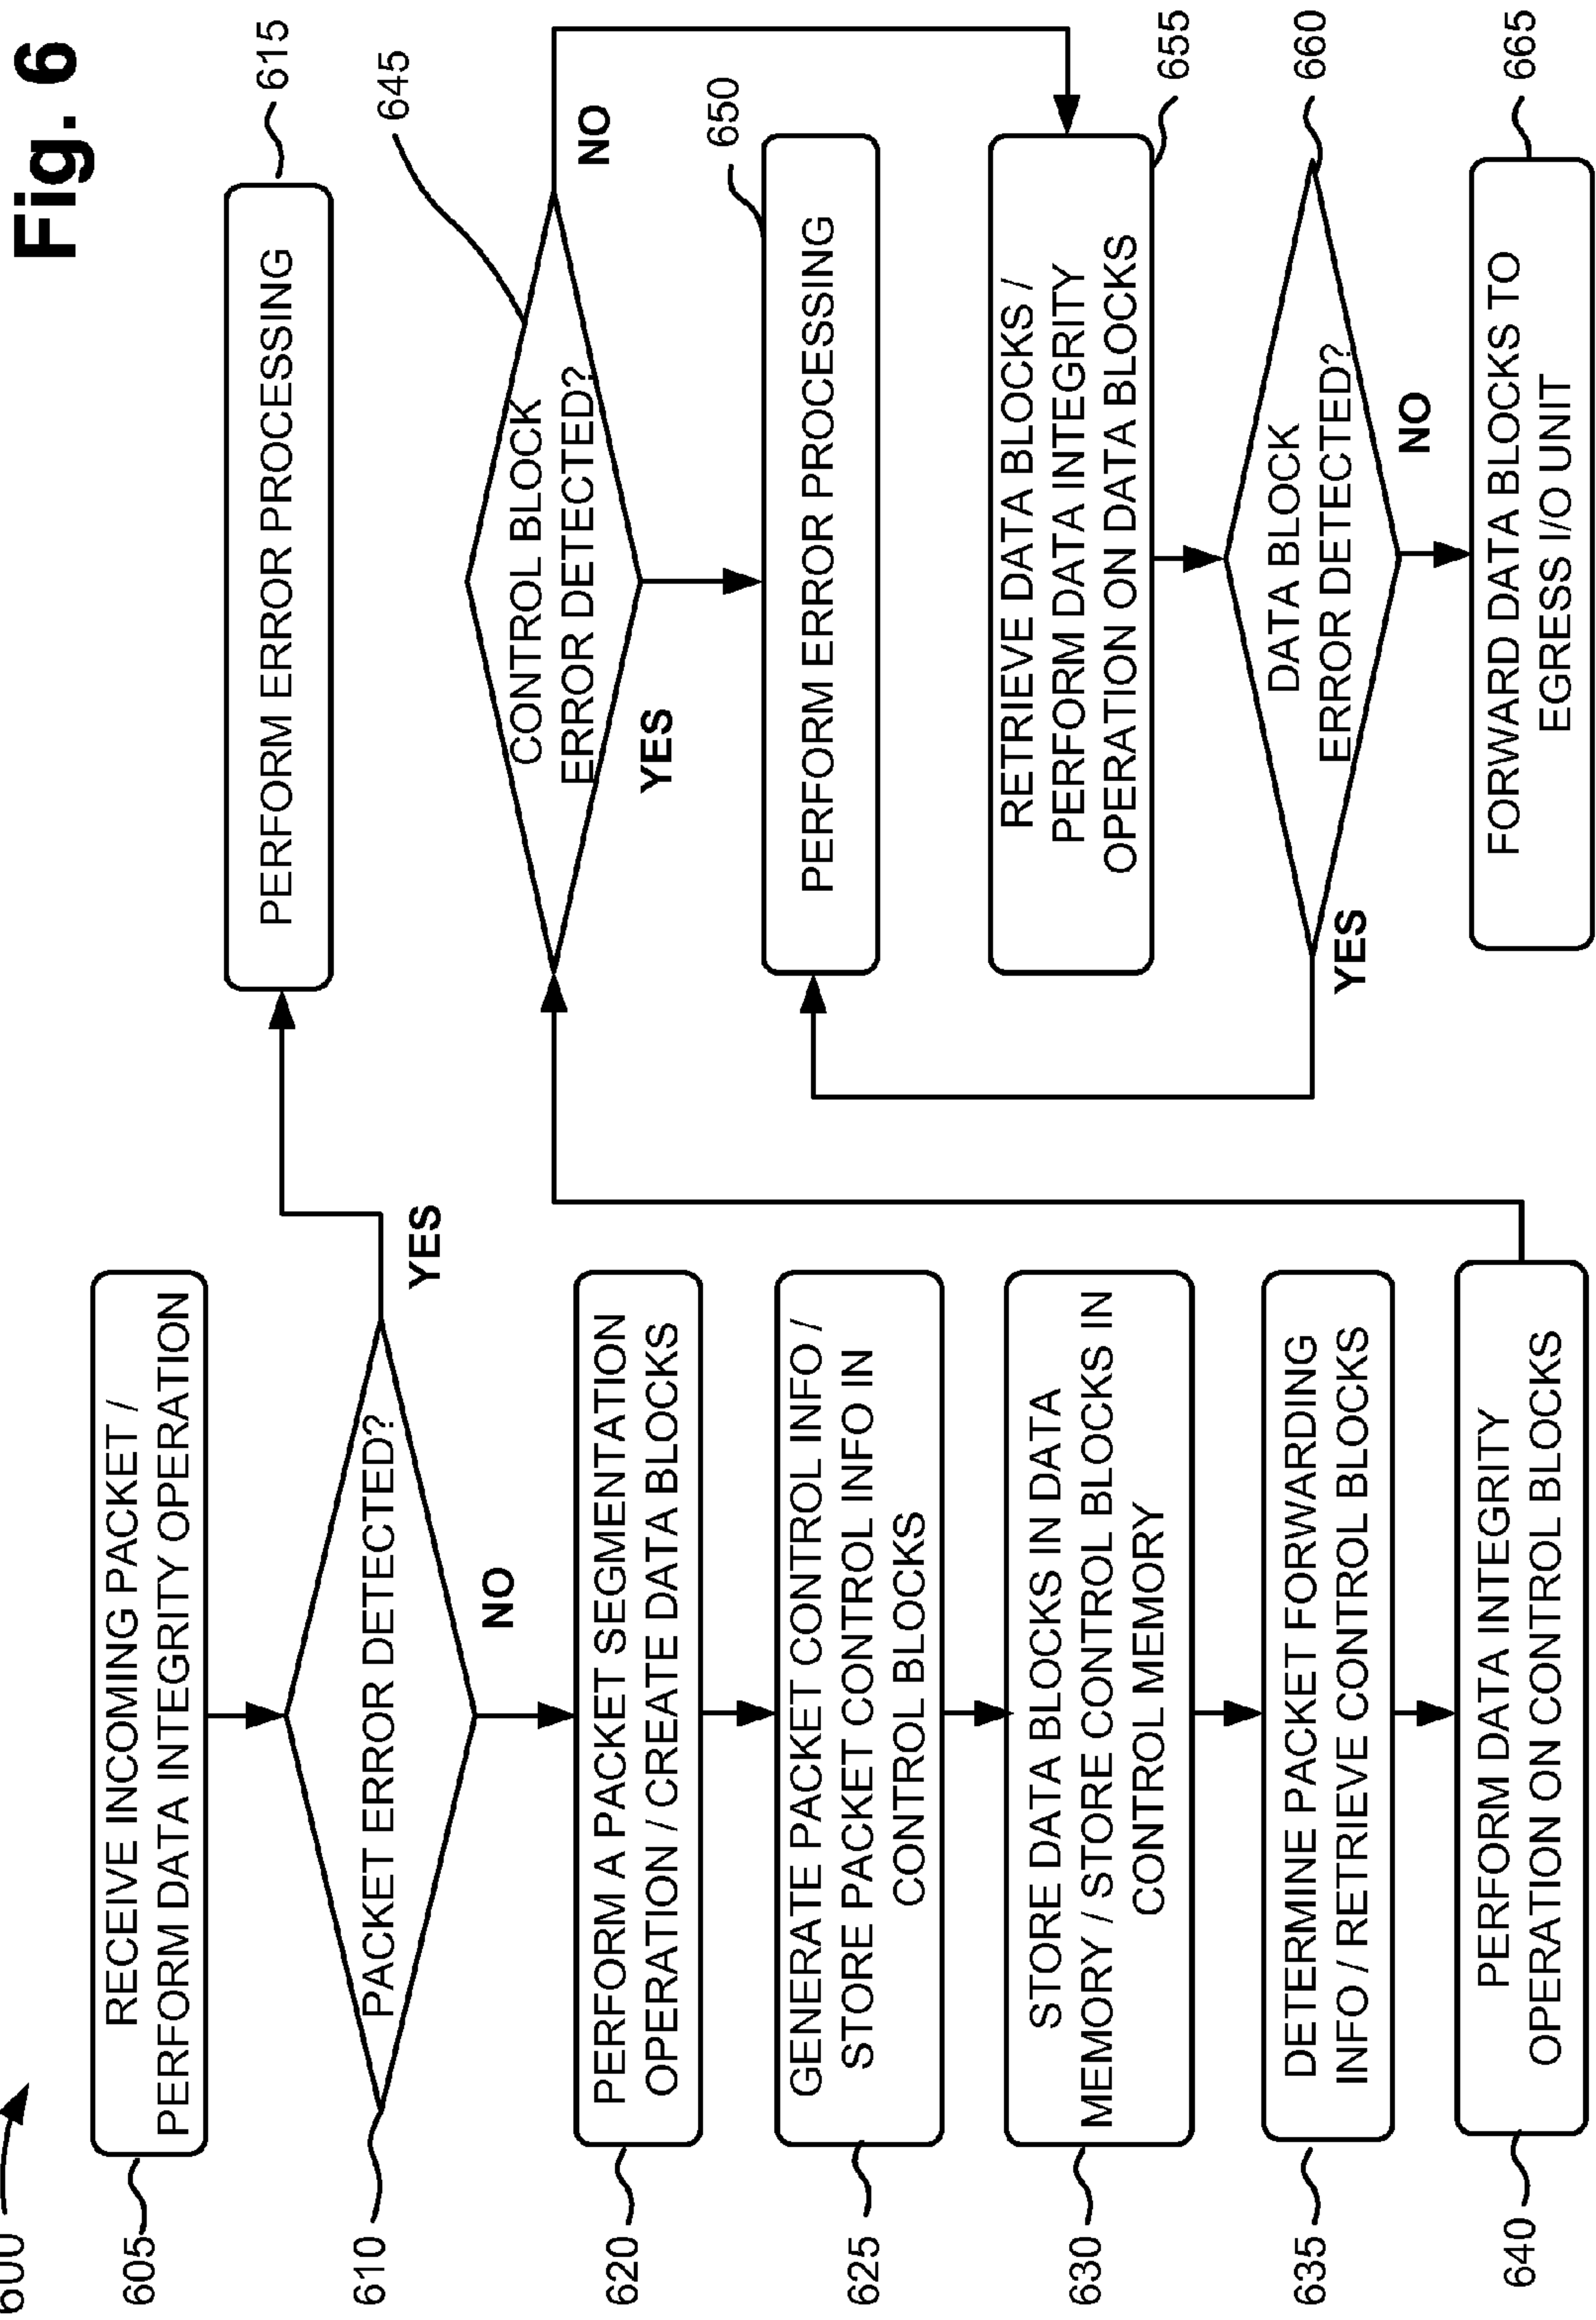 Fig. 6
600
605
RECEIVE INCOMING PACKET /
PERFORM DATA INTEGRITY OPERATION
610
PACKET ERROR DETECTED?
YES
NO
615
PERFORM ERROR PROCESSING
620
PERFORM A PACKET SEGMENTATION
OPERATION / CREATE DATA BLOCKS
625
GENERATE PACKET CONTROL INFO /
STORE PACKET CONTROL INFO IN
CONTROL BLOCKS
630
STORE DATA BLOCKS IN DATA
MEMORY / STORE CONTROL BLOCKS IN
CONTROL MEMORY
635
DETERMINE PACKET FORWARDING
INFO / RETRIEVE CONTROL BLOCKS
640
PERFORM DATA INTEGRITY
OPERATION ON CONTROL BLOCKS
645
CONTROL BLOCK
ERROR DETECTED?
NO
YES
650
PERFORM ERROR PROCESSING
655
RETRIEVE DATA BLOCKS /
PERFORM DATA INTEGRITY
OPERATION ON DATA BLOCKS
660
DATA BLOCK
ERROR DETECTED?
YES
NO
665
FORWARD DATA BLOCKS TO
EGRESS I/O UNIT